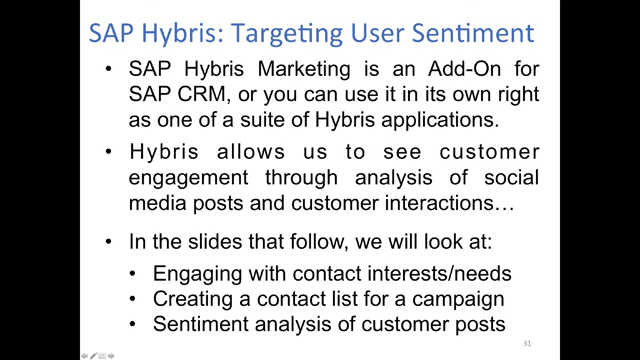 SAP Hybris: Targeting User Sentiment
• SAP Hybris Marketing is an Add-On for
SAP CRM, or you can use it in its own right
as one of a suite of Hybris applications.
• Hybris allows us to see customer
engagement through analysis of social
media posts and customer interactions…
• In the slides that follow, we will look at:
• Engaging with contact interests/needs
• Creating a contact list for a campaign
• Sentiment analysis of customer posts
31